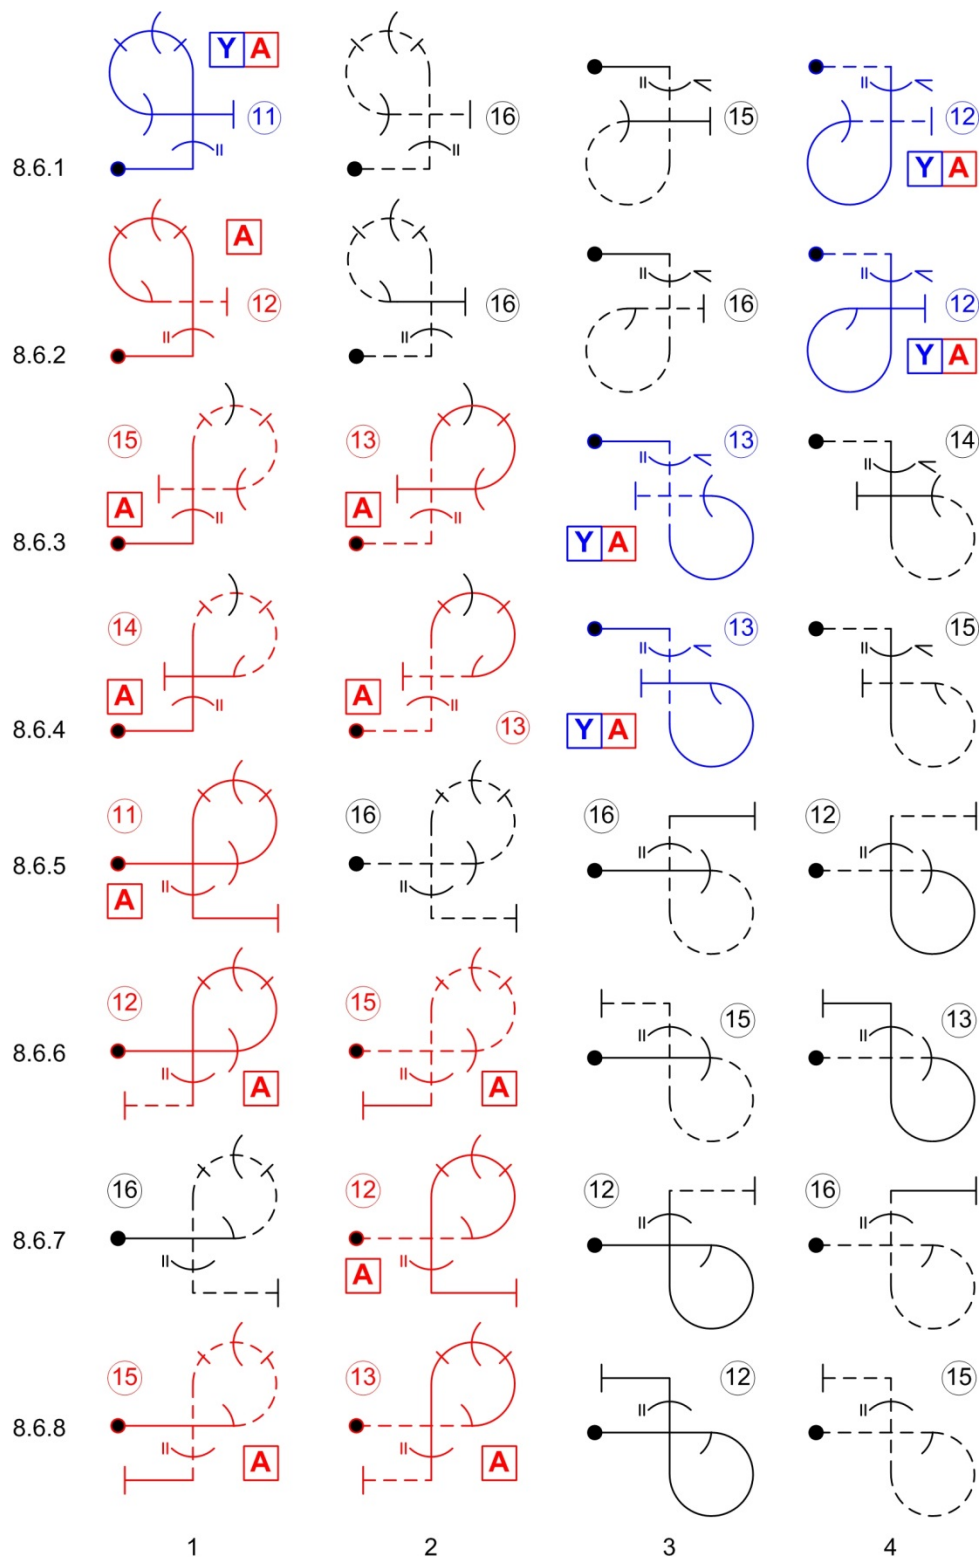 Y A
11 16 15 12
8.6.1
Y A
A
12 16 16 12
8.6.2
Y A
15 13 13 14
A A
8.6.3
Y A
14 13 15
A A
8.6.4
13
Y A
11 16 16 12
8.6.5
A
12 15 15 13
8.6.6
A A
16 12 12 16
8.6.7
A
15 13 12 15
8.6.8
A A
1 2 3 4